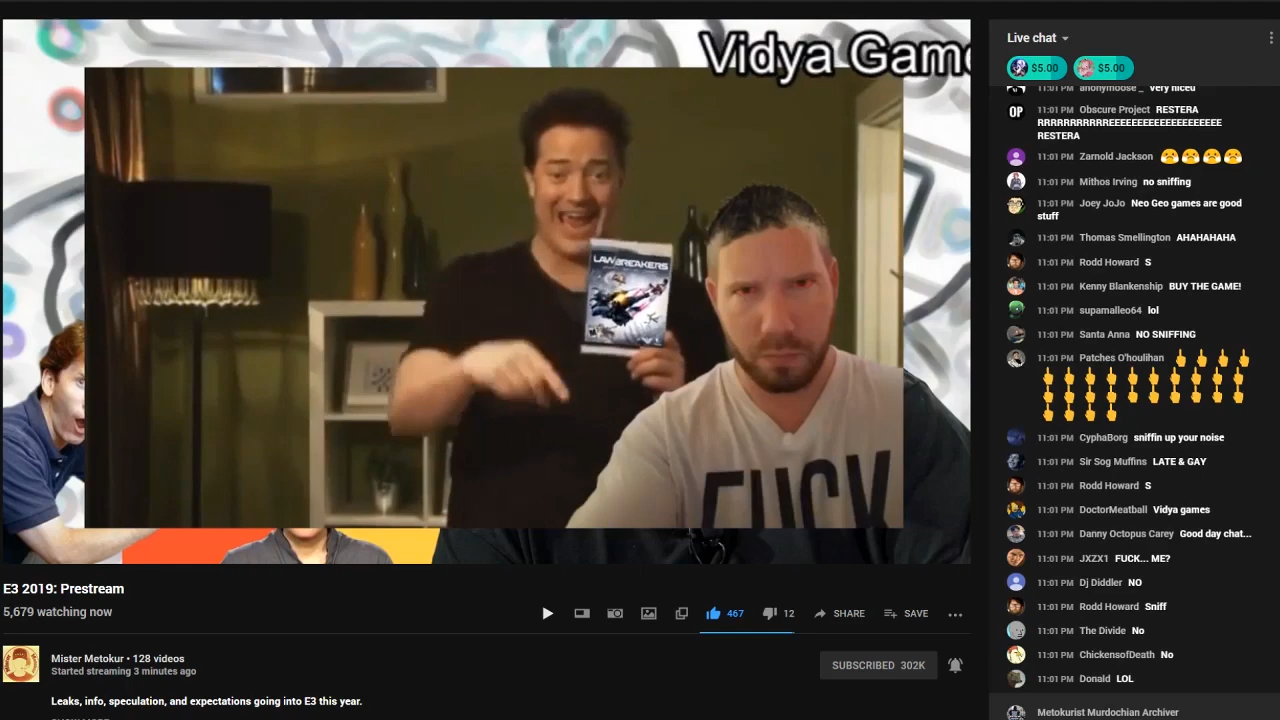 Vidya Game
LAWBREAKERS
FUCK
E3 2019: Prestream
5,679 watching now
467
12
SHARE
SAVE
Mister Metokur • 128 videos
Started streaming 3 minutes ago
SUBSCRIBED 302K
Leaks, info, speculation, and expectations going into E3 this year.
Live chat
$5.00 $5.00
11:01 PM anonymoose_ very niced
OP 11:01 PM Obscure Project RESTERA
RRRRRRRRRRREEEEEEEEEEEEEEEEEEE
RESTERA
11:01 PM Zarnold Jackson 😤😤😤😤
11:01 PM Mithos Irving no sniffing
11:01 PM Joey JoJo Neo Geo games are good
stuff
11:01 PM Thomas Smellington AHAHAHAHA
11:01 PM Rodd Howard S
11:01 PM Kenny Blankenship BUY THE GAME!
11:01 PM supamalleo64 lol
11:01 PM Santa Anna NO SNIFFING
11:01 PM Patches O'houlihan
11:01 PM CyphaBorg sniffin up your noise
11:01 PM Sir Sog Muffins LATE & GAY
11:01 PM Rodd Howard S
11:01 PM DoctorMeatball Vidya games
11:01 PM Danny Octopus Carey Good day chat...
11:01 PM JXZX1 FUCK... ME?
11:01 PM Dj Diddler NO
11:01 PM Rodd Howard Sniff
11:01 PM The Divide No
11:01 PM ChickensofDeath No
11:01 PM Donald LOL
Metokurist Murdochian Archiver